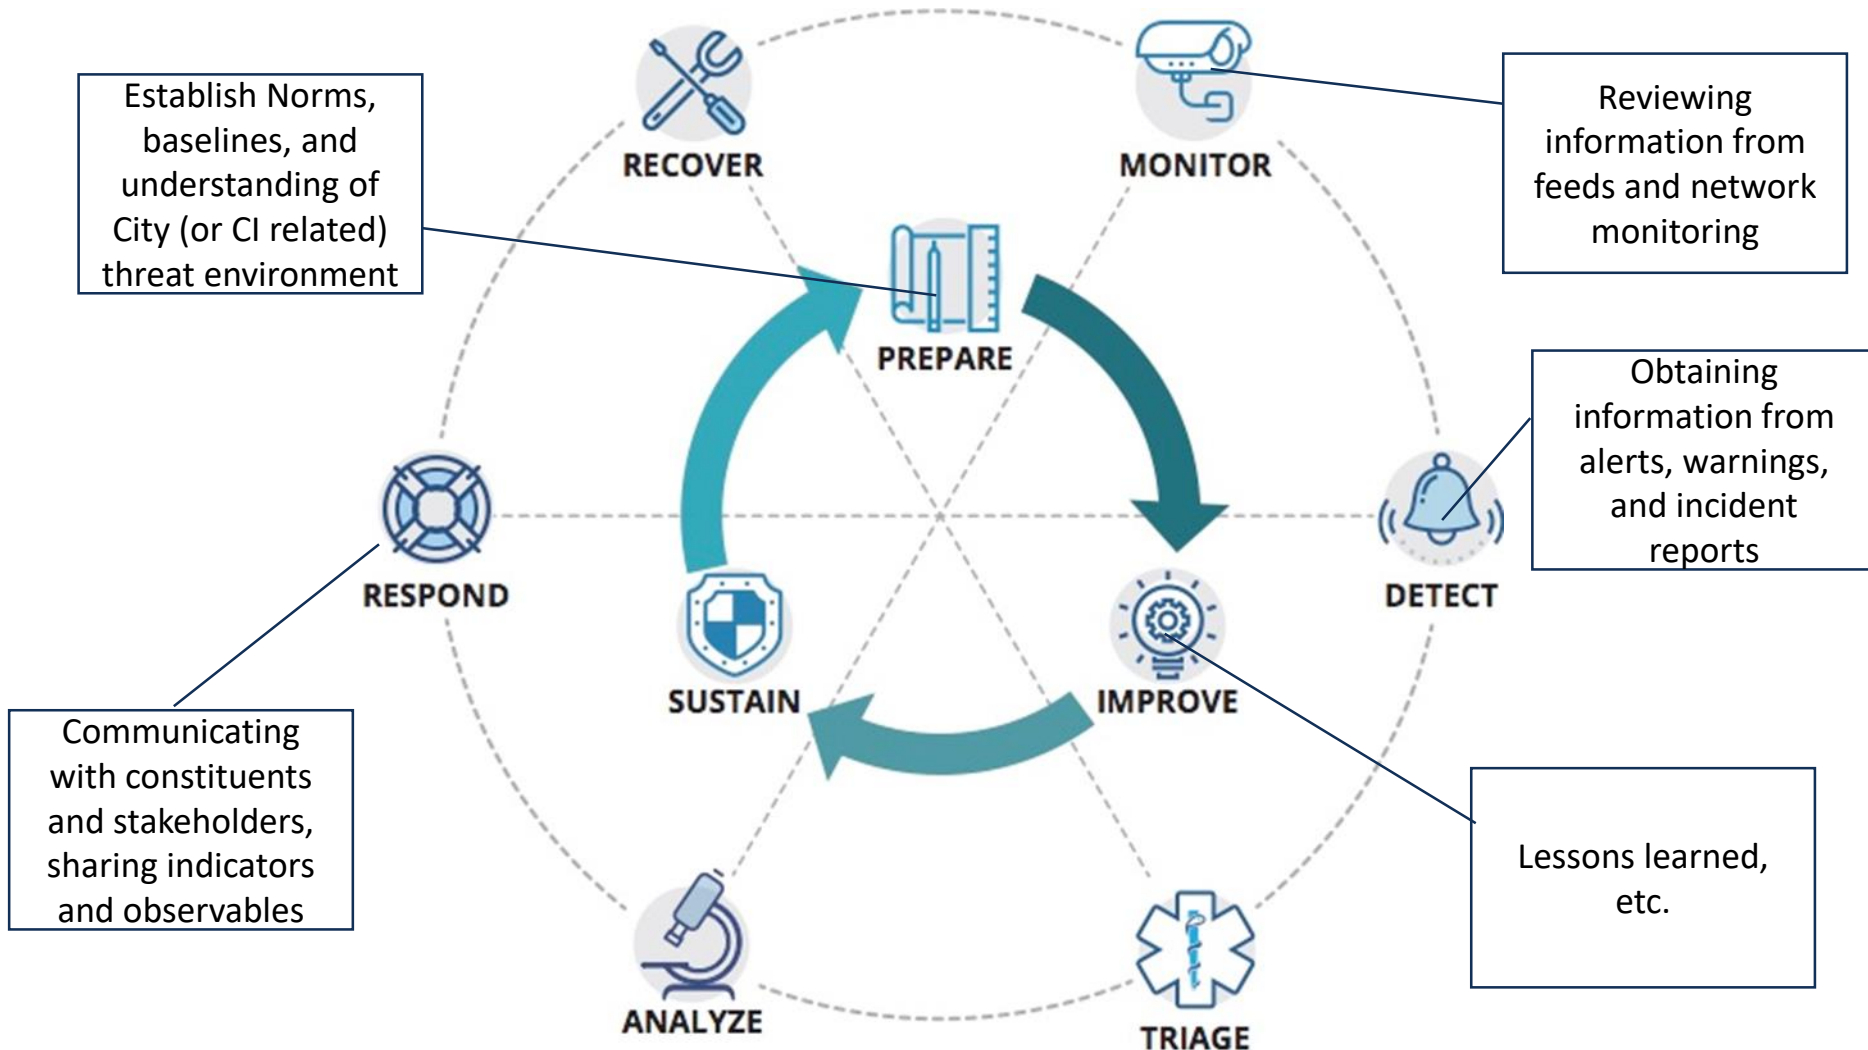 Establish Norms,
baselines, and
understanding of
City (or CI related)
threat environment
RECOVER
MONITOR
Reviewing
information from
feeds and network
monitoring
PREPARE
Obtaining
information from
alerts, warnings,
and incident
reports
RESPOND
DETECT
SUSTAIN
IMPROVE
Communicating
with constituents
and stakeholders,
sharing indicators
and observables
Lessons learned,
etc.
ANALYZE
TRIAGE